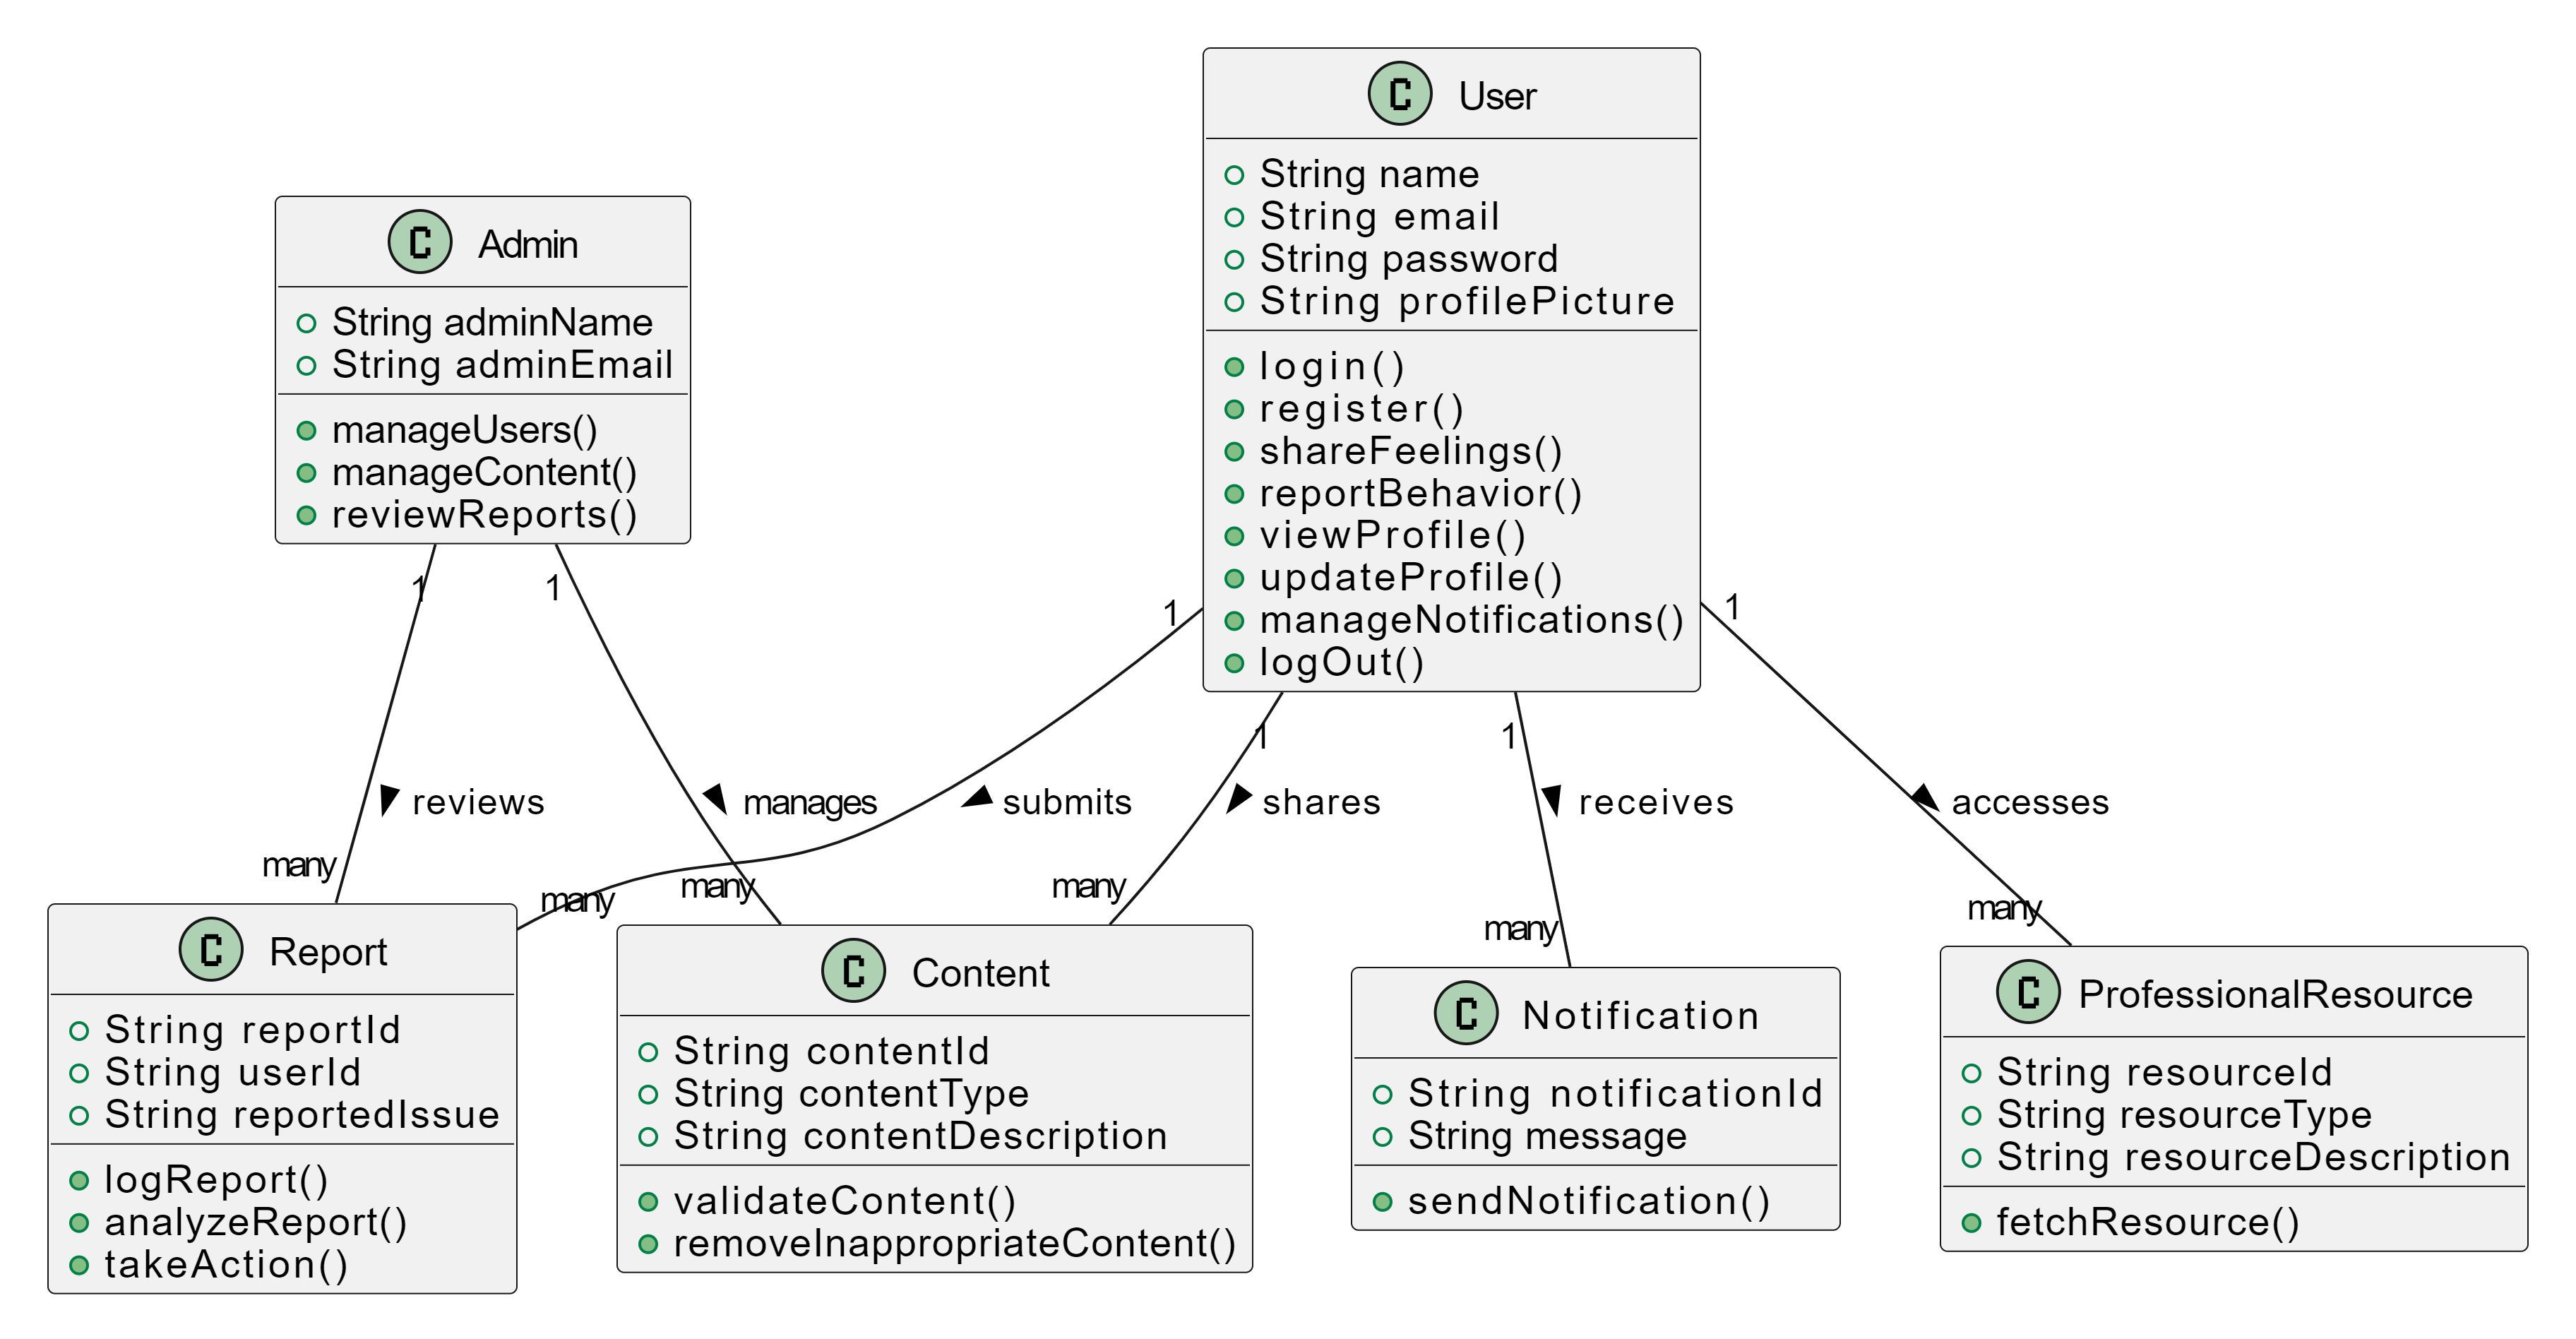 C User
String name
String email
String password
String profilePicture
login()
register()
shareFeelings()
reportBehavior()
viewProfile()
updateProfile()
manageNotifications()
logOut()
C Admin
String adminName
String adminEmail
manageUsers()
manageContent()
reviewReports()
1
1
1
1
1
1
reviews
manages
submits
shares
receives
accesses
many
many
many
many
many
many
C Report
String reportId
String userId
String reportedIssue
logReport()
analyzeReport()
takeAction()
C Content
String contentId
String contentType
String contentDescription
validateContent()
removeInappropriateContent()
C Notification
String notificationId
String message
sendNotification()
C ProfessionalResource
String resourceId
String resourceType
String resourceDescription
fetchResource()